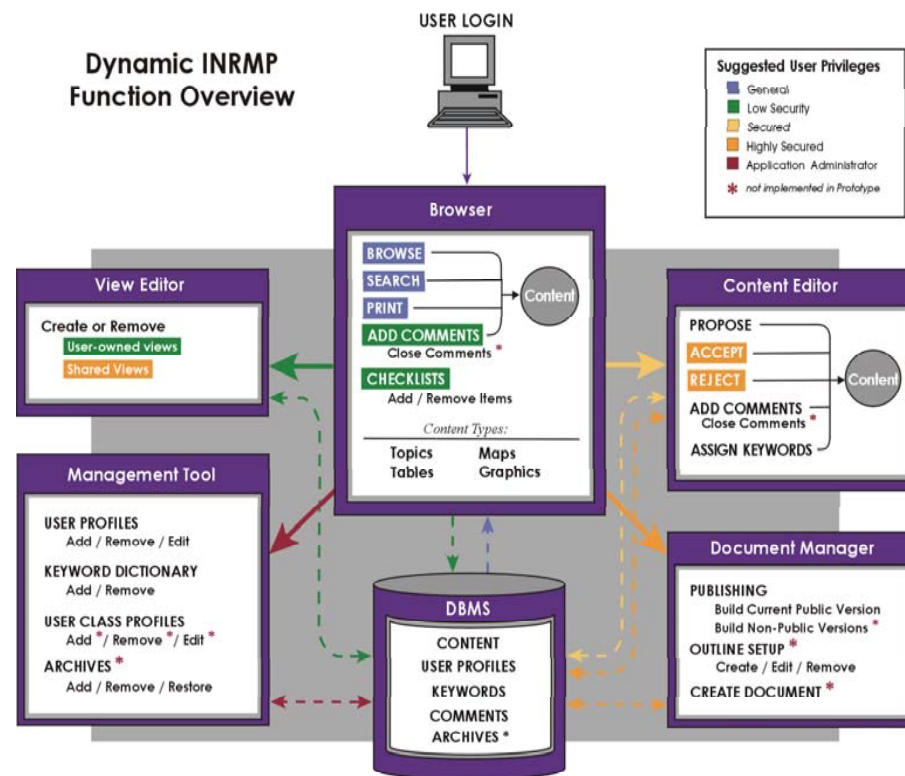 USER LOGIN
Dynamic INRMP
Function Overview
Suggested User Privileges
General
Low Security
Secured
Highly Secured
Application Administrator
* not implemented in Prototype
Browser
BROWSE
SEARCH
PRINT
Content
ADD COMMENTS
Close Comments *
CHECKLISTS
Add / Remove Items
Content Types:
Topics Maps
Tables Graphics
View Editor
Create or Remove
User-owned views
Shared Views
Content Editor
PROPOSE
ACCEPT
REJECT
Content
ADD COMMENTS
Close Comments *
ASSIGN KEYWORDS
Management Tool
USER PROFILES
Add / Remove / Edit
KEYWORD DICTIONARY
Add / Remove
USER CLASS PROFILES
Add * / Remove * / Edit *
ARCHIVES *
Add / Remove / Restore
DBMS
CONTENT
USER PROFILES
KEYWORDS
COMMENTS
ARCHIVES *
Document Manager
PUBLISHING
Build Current Public Version
Build Non-Public Versions *
OUTLINE SETUP *
Create / Edit / Remove
CREATE DOCUMENT *